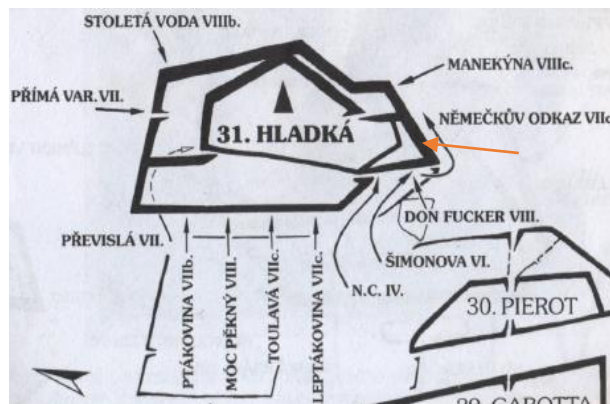 STOLETÁ VODA VIIIb.
MANEKÝNA VIIIc.
PŘÍMÁ VAR. VII.
NĚMEČKŮV ODKAZ VIIc
31. HLADKÁ
DON FUCKER VIII.
PŘEVISLÁ VII.
ŠIMONOVA VI.
N.C. IV.
PTÁKOVINA VIIb.
MÓC PĚKNÝ VIII.
TOULAVÁ VIIc.
LEPTÁKOVINA VIIc.
30. PIEROT